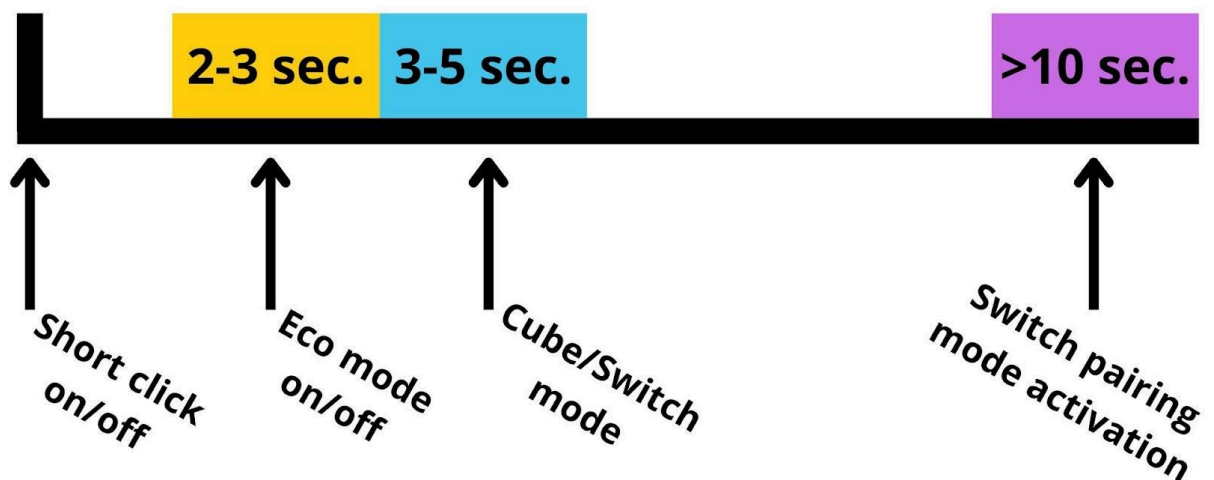 2-3 sec.
3-5 sec.
>10 sec.
Short click
on/off
Eco mode
on/off
Cube/Switch
mode
Switch pairing
mode activation